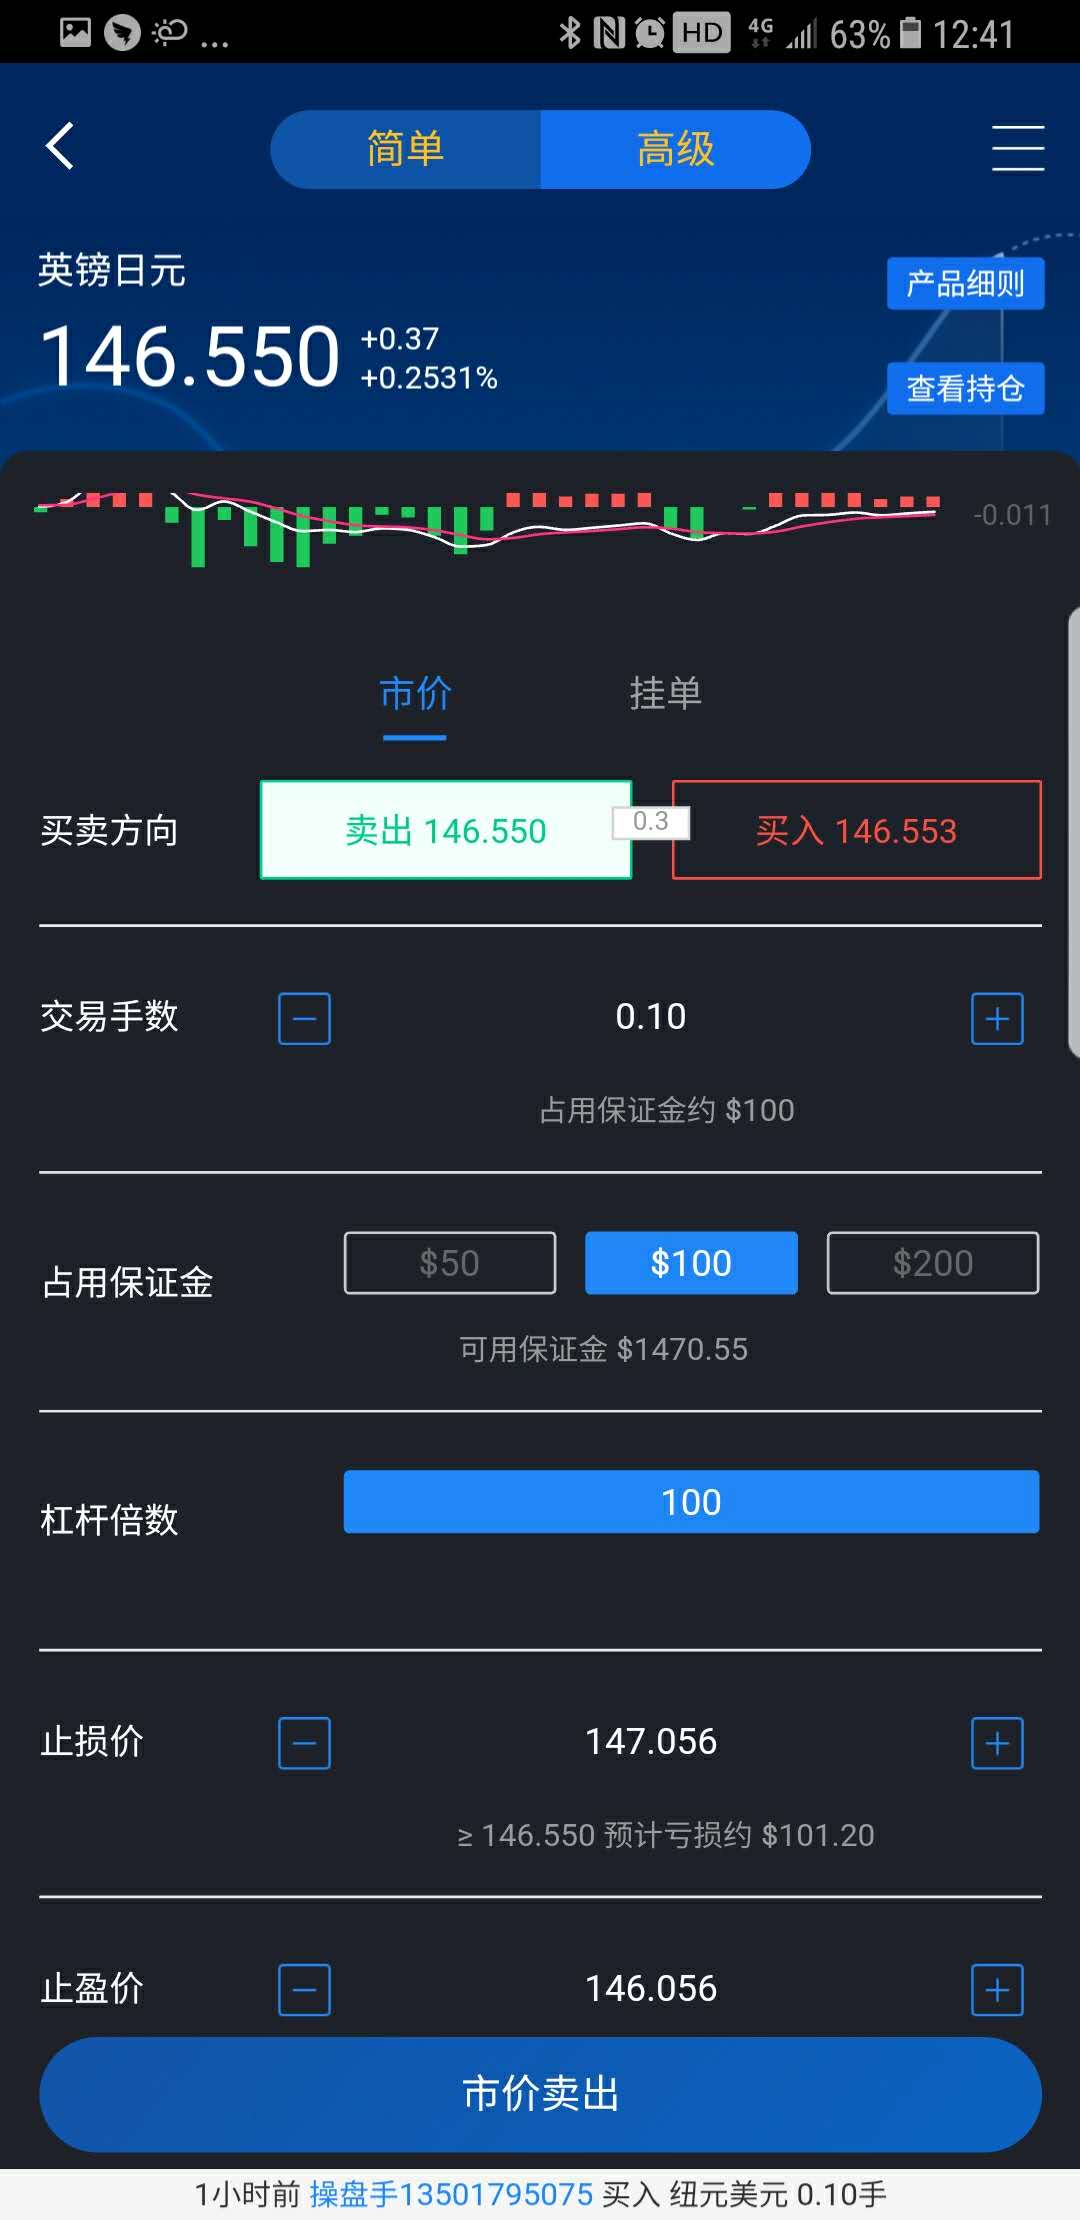 ... HD 4G 63% 12:41
简单 高级
英镑日元
产品细则
146.550 +0.37
+0.2531%
查看持仓
-0.011
市价 挂单
买卖方向 卖出 146.550 0.3 买入 146.553
交易手数 0.10
占用保证金约 $100
占用保证金 $50 $100 $200
可用保证金 $1470.55
杠杆倍数 100
止损价 147.056
≥ 146.550 预计亏损约 $101.20
止盈价 146.056
市价卖出
1小时前 操盘手13501795075 买入 纽元美元 0.10手